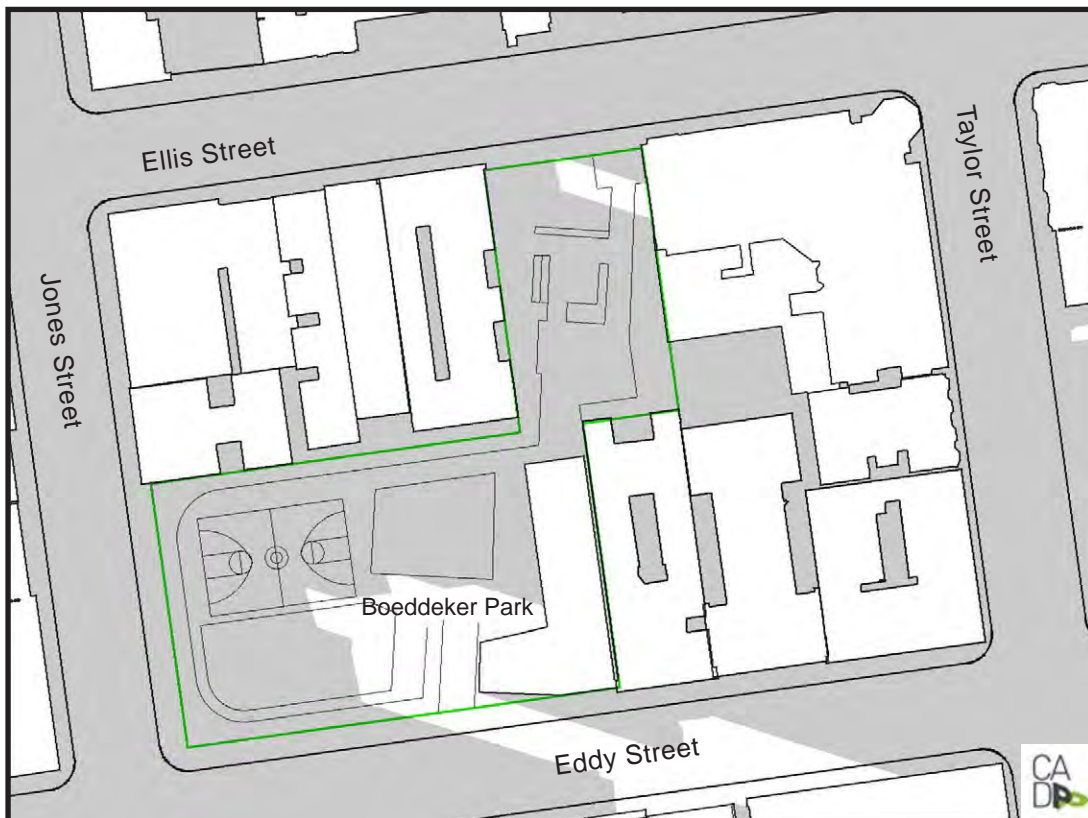 Ellis Street
Taylor Street
Jones Street
Boeddeker Park
Eddy Street
CA
DP